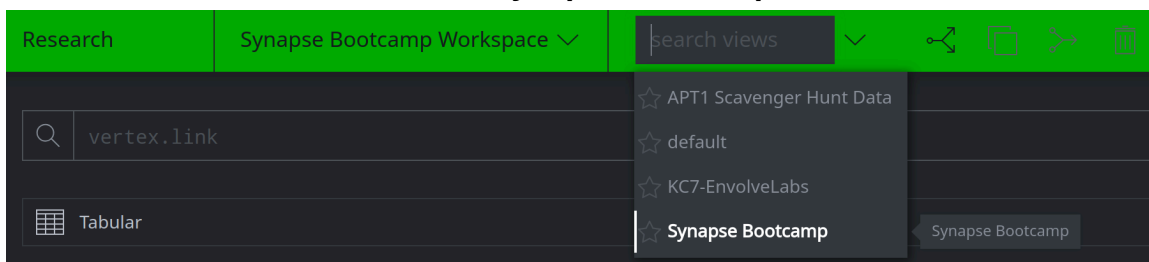 Research
Synapse Bootcamp Workspace
search views
APT1 Scavenger Hunt Data
vertex.link
default
KC7-EnvolveLabs
Tabular
Synapse Bootcamp
Synapse Bootcamp